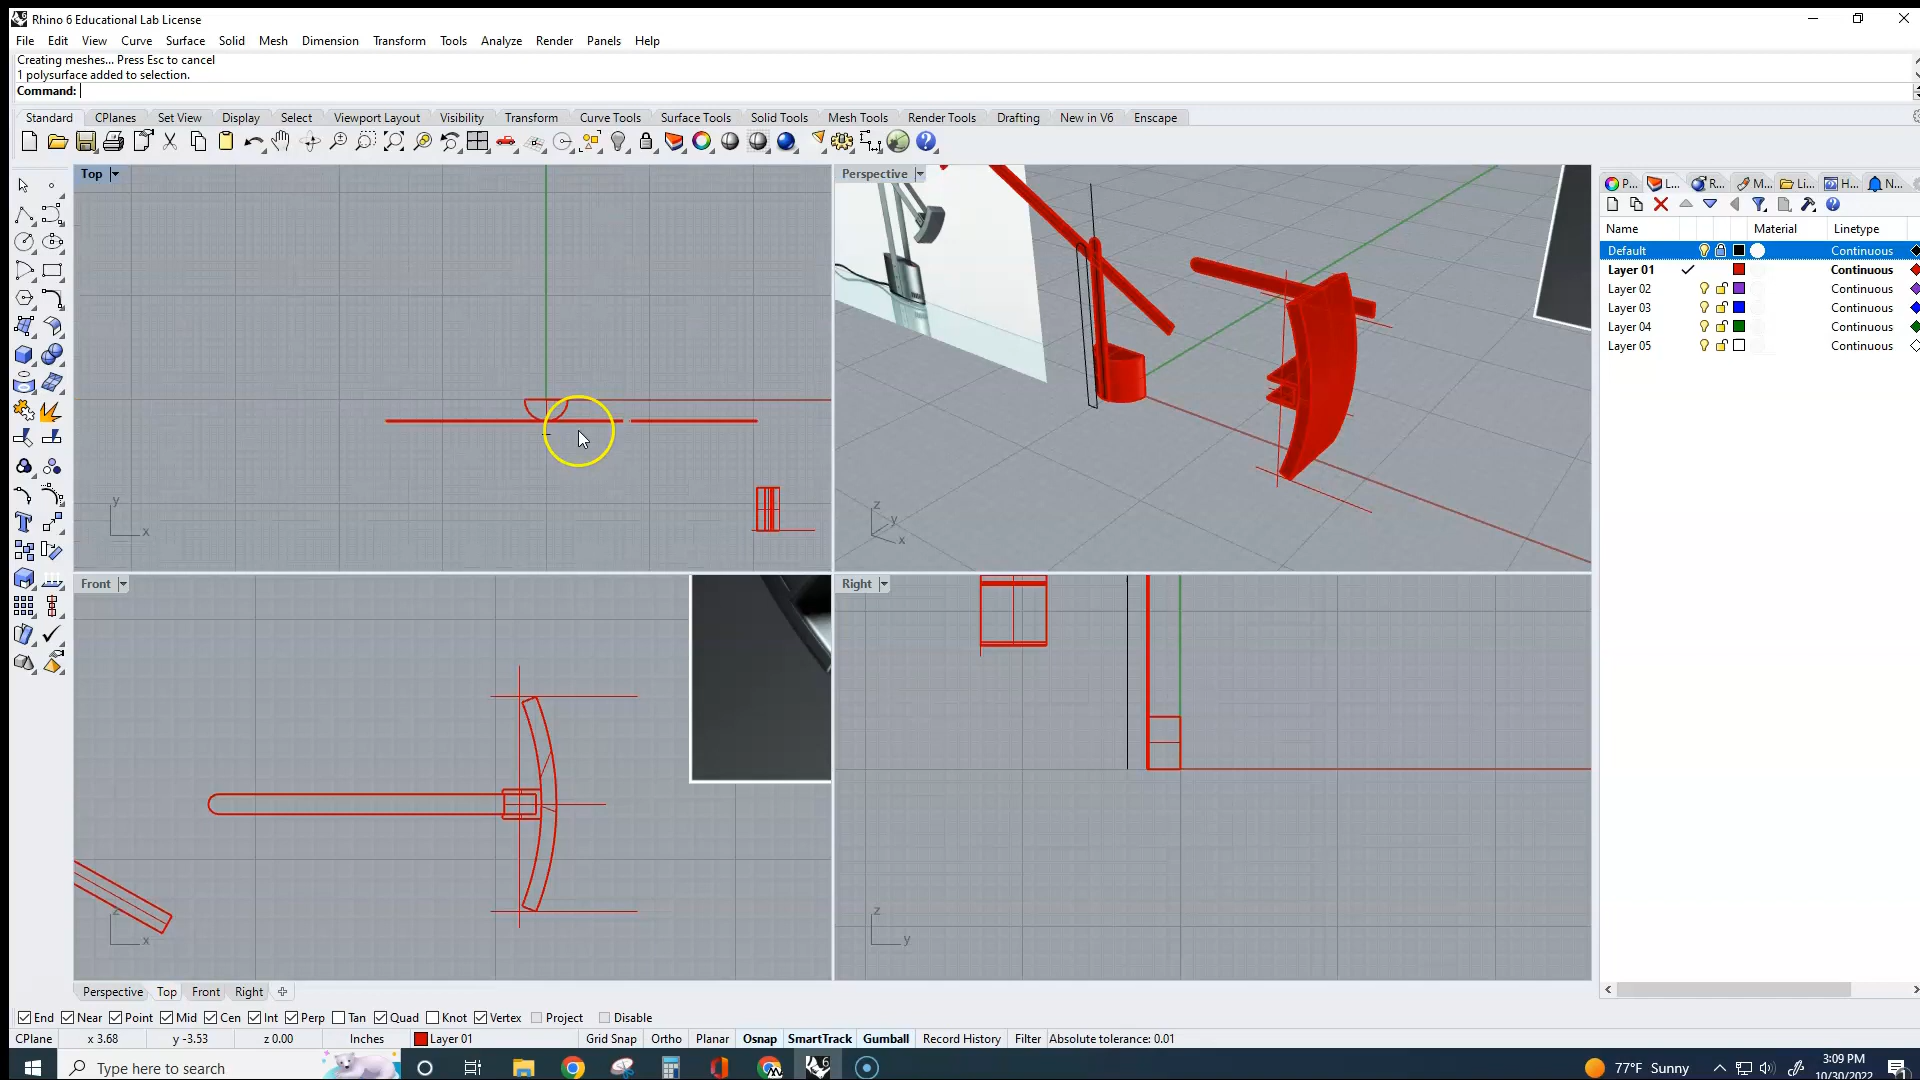 Rhino 6 Educational Lab License
File Edit View Curve Surface Solid Mesh Dimension Transform Tools Analyze Render Panels Help
Creating meshes... Press Esc to cancel
1 polysurface added to selection.
Command:
Standard CPlanes Set View Display Select Viewport Layout Visibility Transform Curve Tools Surface Tools Solid Tools Mesh Tools Render Tools Drafting New in V6 Enscape
Top
Perspective
P... L... R... M... Li... H... N...
Name Material Linetype
Default Continuous
Layer 01 Continuous
Layer 02 Continuous
Layer 03 Continuous
Layer 04 Continuous
Layer 05 Continuous
y
x
z
y
x
Front
Right
z
x
z
y
Perspective Top Front Right
End Near Point Mid Cen Int Perp Tan Quad Knot Vertex Project Disable
CPlane x 3.68 y -3.53 z 0.00 Inches Layer 01 Grid Snap Ortho Planar Osnap SmartTrack Gumball Record History Filter Absolute tolerance: 0.01
Type here to search
77°F Sunny
3:09 PM
10/30/2022